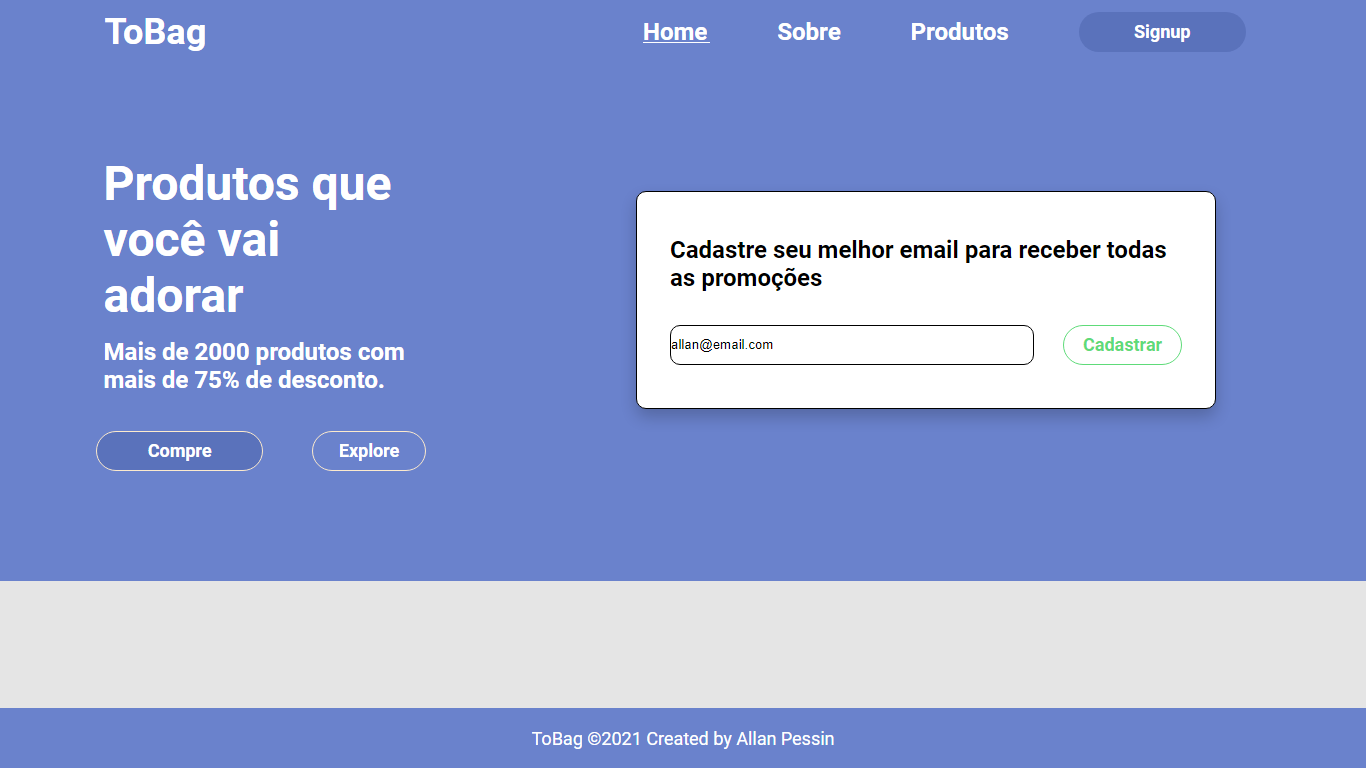 ToBag
Home
Sobre
Produtos
Signup
Produtos que
você vai
adorar
Mais de 2000 produtos com
mais de 75% de desconto.
Compre
Explore
Cadastre seu melhor email para receber todas
as promoções
allan@email.com
Cadastrar
ToBag ©2021 Created by Allan Pessin